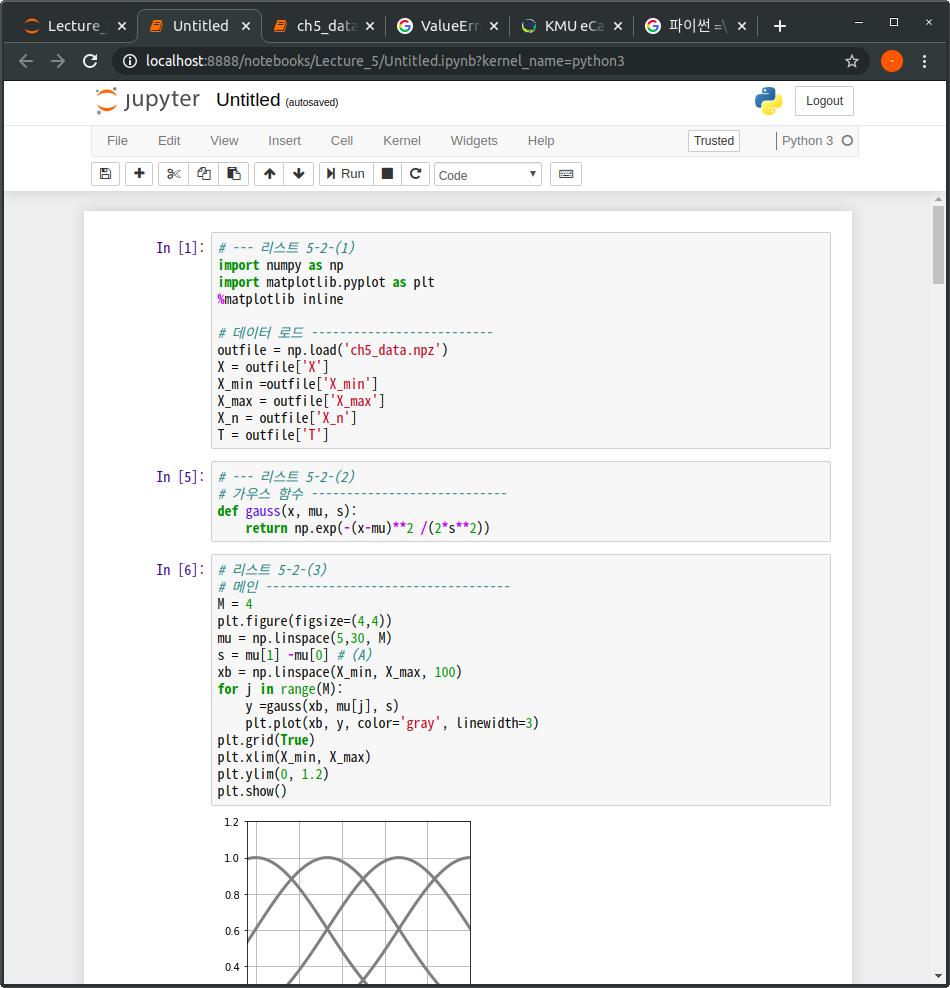 Lecture_
Untitled
ch5_data
ValueErr
KMU eCa
파이썬 =\
localhost:8888/notebooks/Lecture_5/Untitled.ipynb?kernel_name=python3
-
jupyter Untitled (autosaved)
Logout
File Edit View Insert Cell Kernel Widgets Help
Trusted
Python 3
Run
Code
In [1]:
# --- 리스트 5-2-(1)
import numpy as np
import matplotlib.pyplot as plt
%matplotlib inline
# 데이터 로드 --------------------------
outfile = np.load('ch5_data.npz')
X = outfile['X']
X_min =outfile['X_min']
X_max = outfile['X_max']
X_n = outfile['X_n']
T = outfile['T']
In [5]:
# --- 리스트 5-2-(2)
# 가우스 함수 ----------------------------
def gauss(x, mu, s):
    return np.exp(-(x-mu)**2 /(2*s**2))
In [6]:
# 리스트 5-2-(3)
# 메인 -----------------------------------
M = 4
plt.figure(figsize=(4,4))
mu = np.linspace(5,30, M)
s = mu[1] -mu[0] # (A)
xb = np.linspace(X_min, X_max, 100)
for j in range(M):
    y =gauss(xb, mu[j], s)
    plt.plot(xb, y, color='gray', linewidth=3)
plt.grid(True)
plt.xlim(X_min, X_max)
plt.ylim(0, 1.2)
plt.show()
1.2
1.0
0.8
0.6
0.4